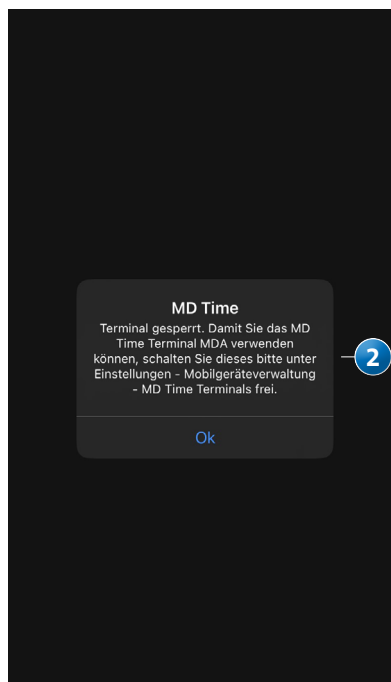 MD Time
Terminal gesperrt. Damit Sie das MD
Time Terminal MDA verwenden
können, schalten Sie dieses bitte unter
Einstellungen - Mobilgeräteverwaltung
- MD Time Terminals frei.
2
Ok